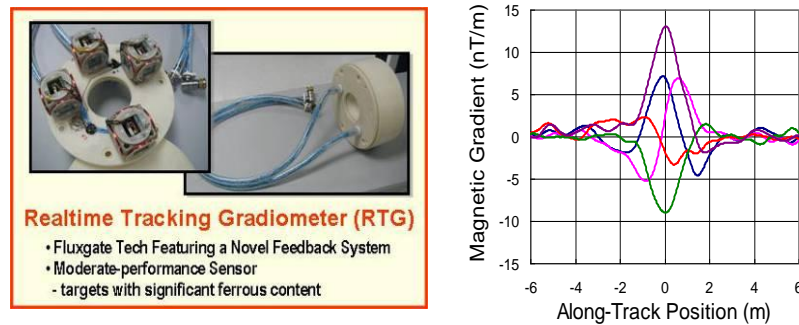 Realtime Tracking Gradiometer (RTG)
• Fluxgate Tech Featuring a Novel Feedback System
• Moderate-performance Sensor
- targets with significant ferrous content
Magnetic Gradient (nT/m)
15
10
5
0
-5
-10
-15
-6 -4 -2 0 2 4 6
Along-Track Position (m)